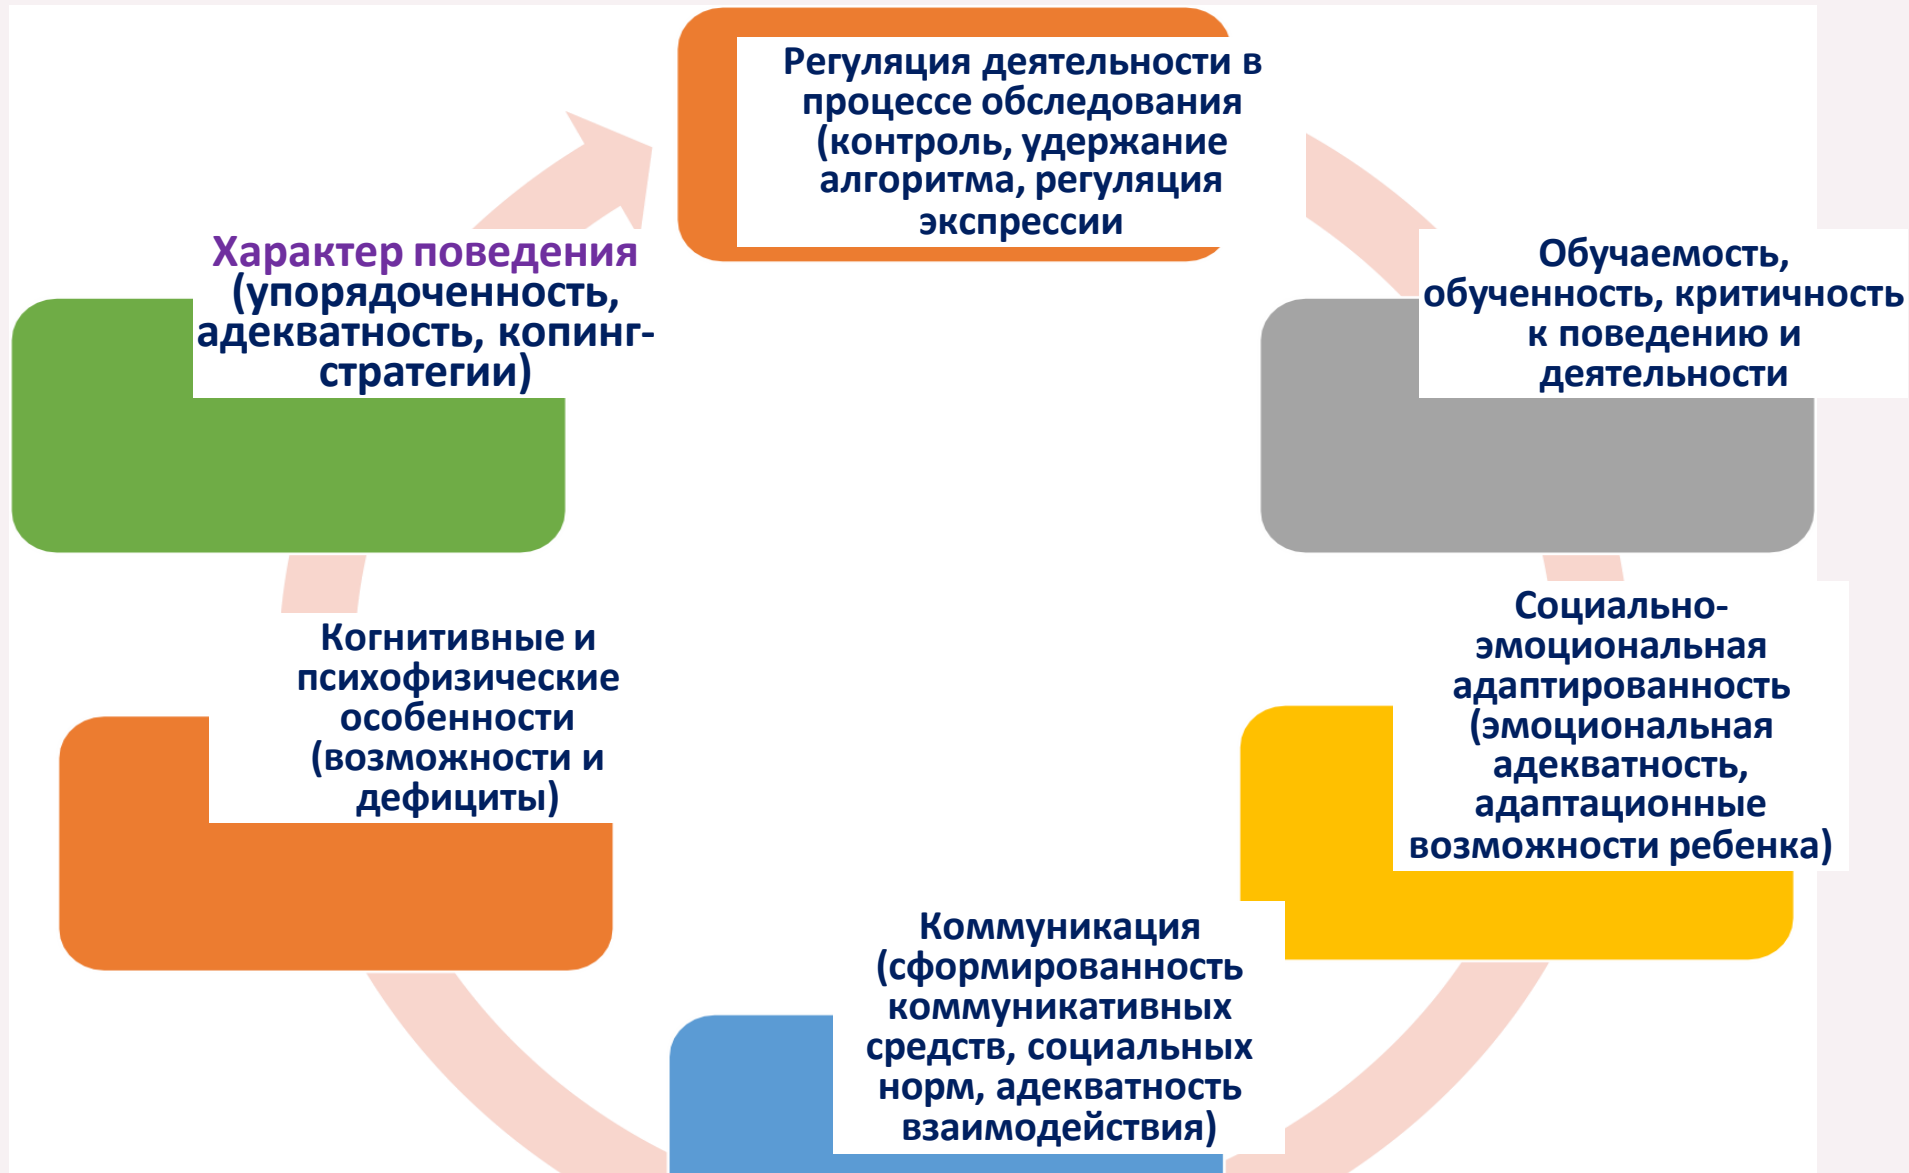 Регуляция деятельности в
процессе обследования
(контроль, удержание
алгоритма, регуляция
экспрессии
Обучаемость,
обученность, критичность
к поведению и
деятельности
Социально-
эмоциональная
адаптированность
(эмоциональная
адекватность,
адаптационные
возможности ребенка)
Коммуникация
(сформированность
коммуникативных
средств, социальных
норм, адекватность
взаимодействия)
Когнитивные и
психофизические
особенности
(возможности и
дефициты)
Характер поведения
(упорядоченность,
адекватность, копинг-
стратегии)